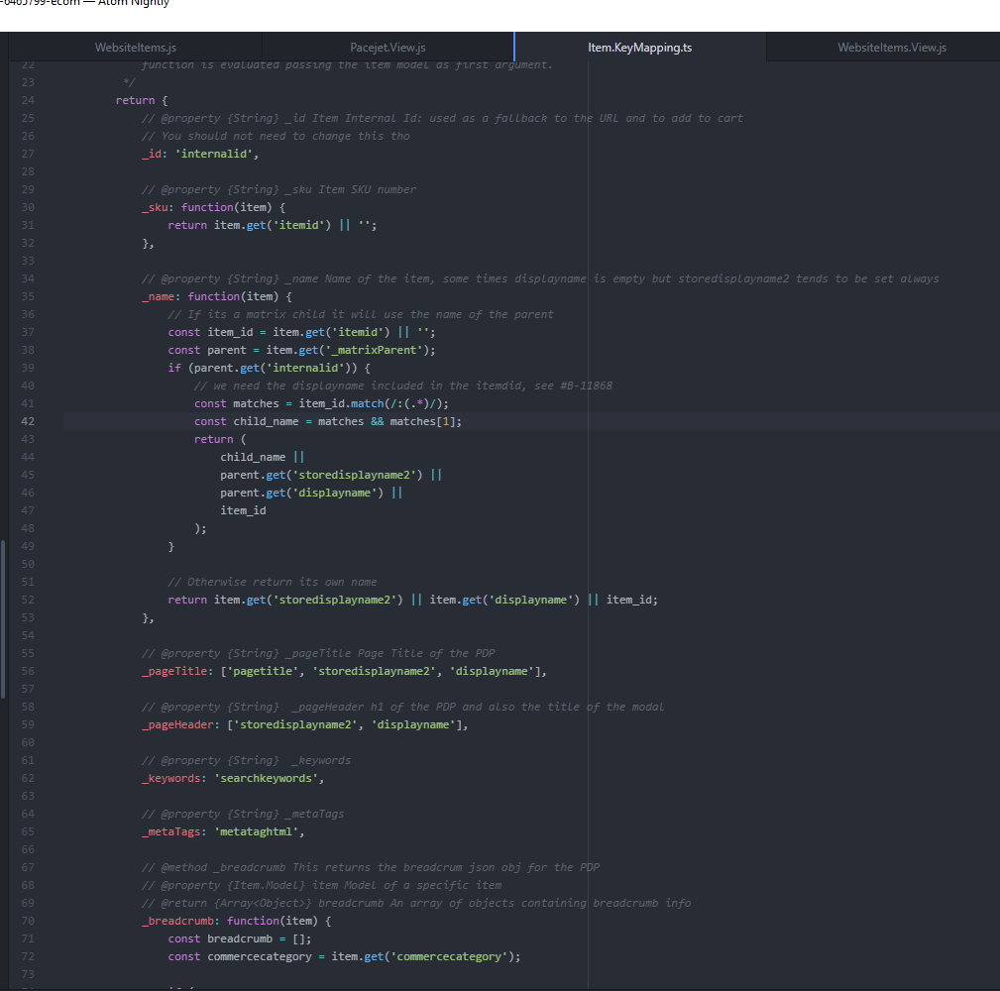 -6465799-ecom — Atom Nightly
WebsiteItems.js Pacejet.View.js Item.KeyMapping.ts WebsiteItems.View.js
22 function is evaluated passing the item model as first argument.
23 */
24 return {
25 // @property {String} _id Item Internal Id: used as a fallback to the URL and to add to cart
26 // You should not need to change this tho
27 _id: 'internalid',
28
29 // @property {String} _sku Item SKU number
30 _sku: function(item) {
31 return item.get('itemid') || '';
32 },
33
34 // @property {String} _name Name of the item, some times displayname is empty but storedisplayname2 tends to be set always
35 _name: function(item) {
36 // If its a matrix child it will use the name of the parent
37 const item_id = item.get('itemid') || '';
38 const parent = item.get('_matrixParent');
39 if (parent.get('internalid')) {
40 // we need the displayname included in the itemdid, see #B-11868
41 const matches = item_id.match(/:(.*)/);
42 const child_name = matches && matches[1];
43 return (
44 child_name ||
45 parent.get('storedisplayname2') ||
46 parent.get('displayname') ||
47 item_id
48 );
49 }
50
51 // Otherwise return its own name
52 return item.get('storedisplayname2') || item.get('displayname') || item_id;
53 },
54
55 // @property {String} _pageTitle Page Title of the PDP
56 _pageTitle: ['pagetitle', 'storedisplayname2', 'displayname'],
57
58 // @property {String}  _pageHeader h1 of the PDP and also the title of the modal
59 _pageHeader: ['storedisplayname2', 'displayname'],
60
61 // @property {String}  _keywords
62 _keywords: 'searchkeywords',
63
64 // @property {String} _metaTags
65 _metaTags: 'metataghtml',
66
67 // @method _breadcrumb This returns the breadcrum json obj for the PDP
68 // @property {Item.Model} item Model of a specific item
69 // @return {Array<Object>} breadcrumb An array of objects containing breadcrumb info
70 _breadcrumb: function(item) {
71 const breadcrumb = [];
72 const commercecategory = item.get('commercecategory');
73